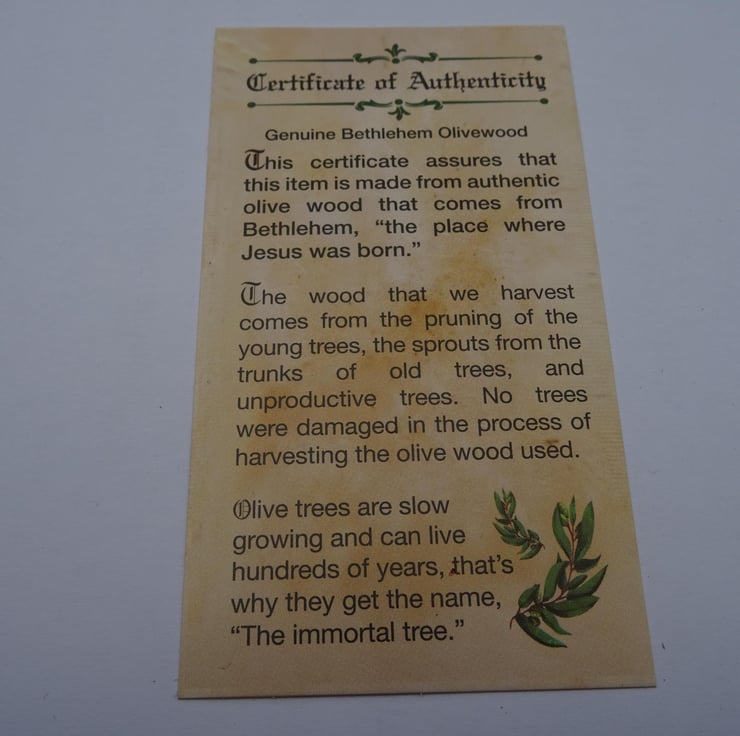 Certificate of Authenticity
Genuine Bethlehem Olivewood
This certificate assures that
this item is made from authentic
olive wood that comes from
Bethlehem, “the place where
Jesus was born.”
The wood that we harvest
comes from the pruning of the
young trees, the sprouts from the
trunks of old trees, and
unproductive trees. No trees
were damaged in the process of
harvesting the olive wood used.
Olive trees are slow
growing and can live
hundreds of years, that’s
why they get the name,
“The immortal tree.”